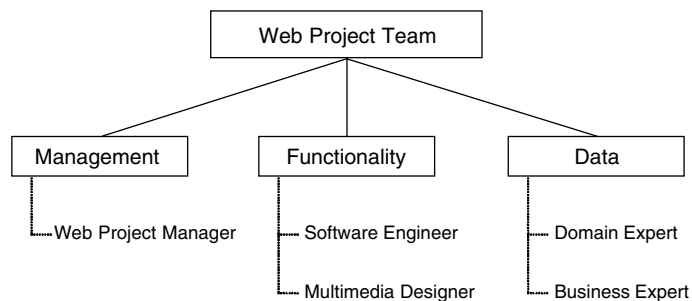 Web Project Team
Management
Functionality
Data
Web Project Manager
Software Engineer
Domain Expert
Multimedia Designer
Business Expert